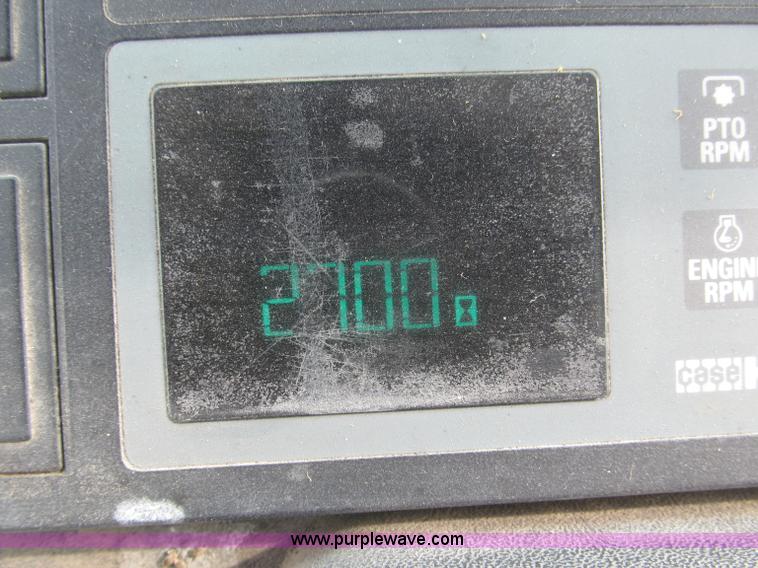 PTO
RPM
2700
ENGINE
RPM
case
www.purplewave.com